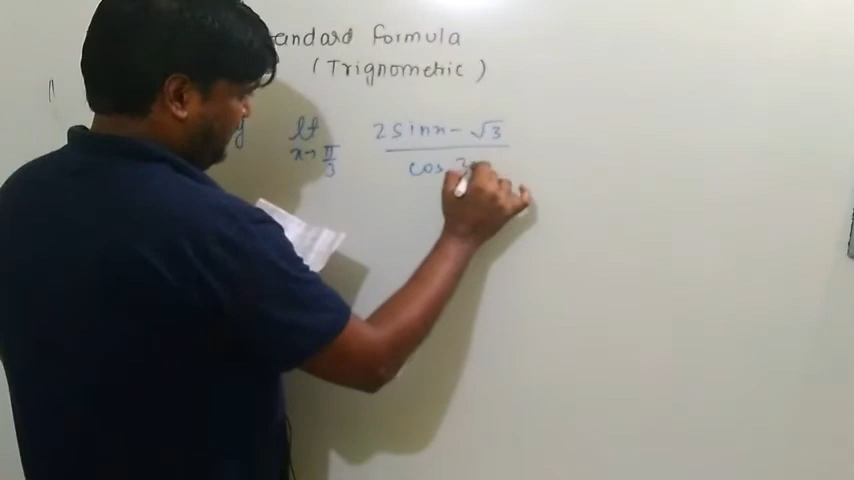 andard Formula
(Trignometric)
lt x→π/3 2sinx-√3 / cos